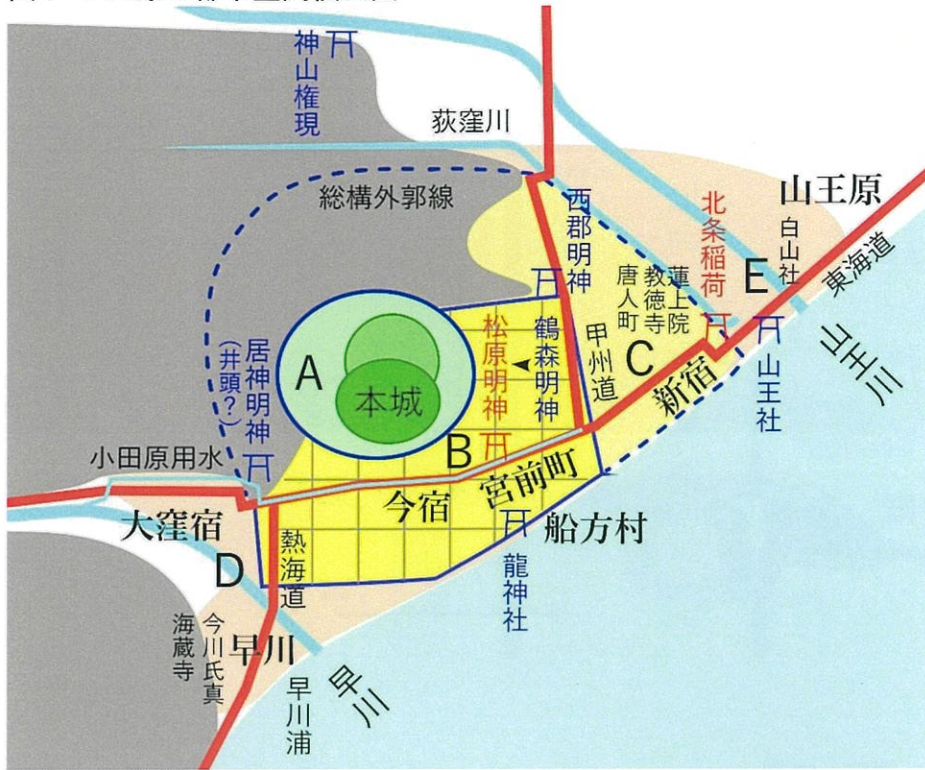 神山権現
荻窪川
総構外郭線
西郡明神
北条稲荷
山王原
白山社
東海道
E
蓮上院
教徳寺
唐人町
甲州道
C
新宿
山王社
山王川
鶴森明神
松原明神
A
本城
B
居神明神
(井頭?)
小田原用水
大窪宿
今宿
宮前町
船方村
龍神社
D
熱海道
早川
今川氏真
海蔵寺
早川浦
早川